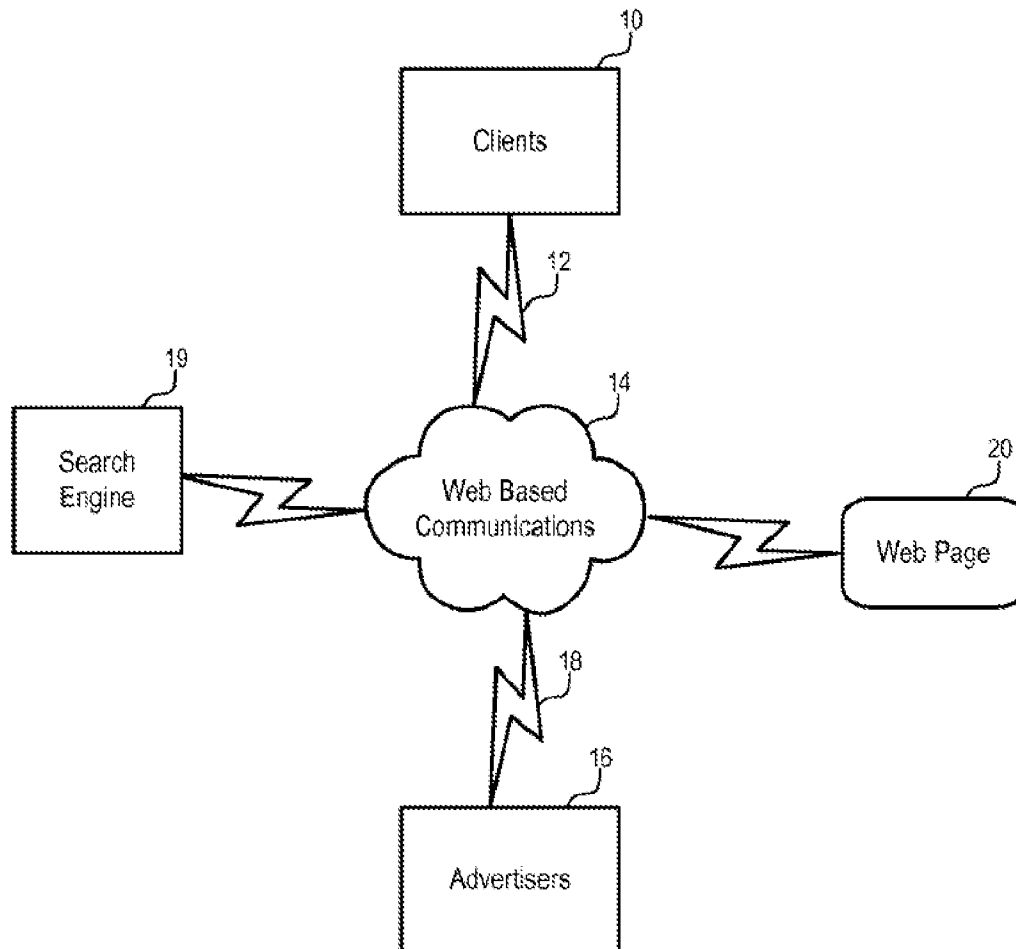 10
Clients
12
19
14
Search
Engine
Web Based
Communications
20
Web Page
18
16
Advertisers